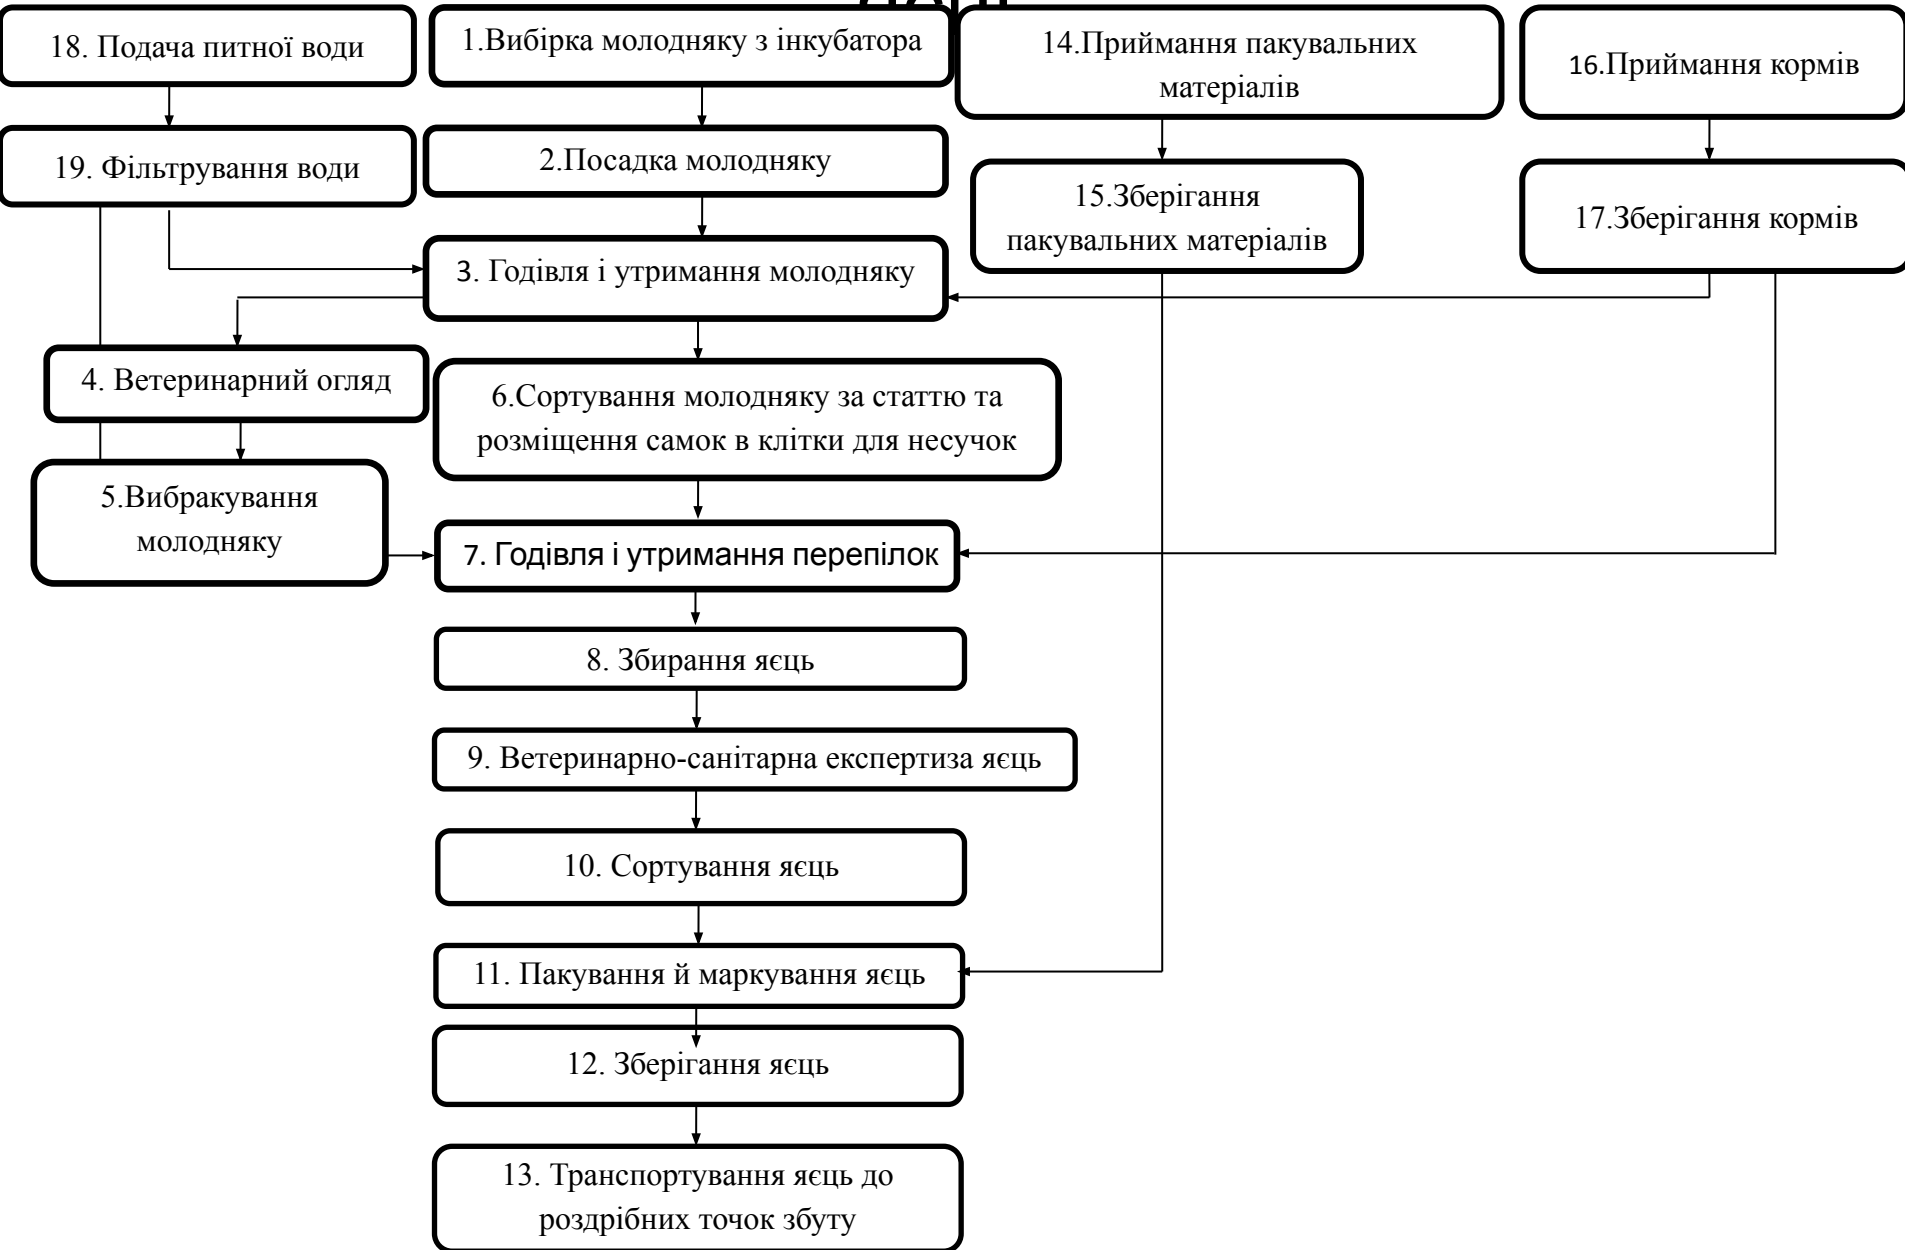 18. Подача питної води
1.Вибірка молодняку з інкубатора
14.Приймання пакувальних
матеріалів
16.Приймання кормів
19. Фільтрування води
2.Посадка молодняку
15.Зберігання
пакувальних матеріалів
17.Зберігання кормів
3. Годівля і утримання молодняку
4. Ветеринарний огляд
6.Сортування молодняку за статтю та
розміщення самок в клітки для несучок
5.Вибракування
молодняку
7. Годівля і утримання перепілок
8. Збирання яєць
9. Ветеринарно-санітарна експертиза яєць
10. Сортування яєць
11. Пакування й маркування яєць
12. Зберігання яєць
13. Транспортування яєць до
роздрібних точок збуту